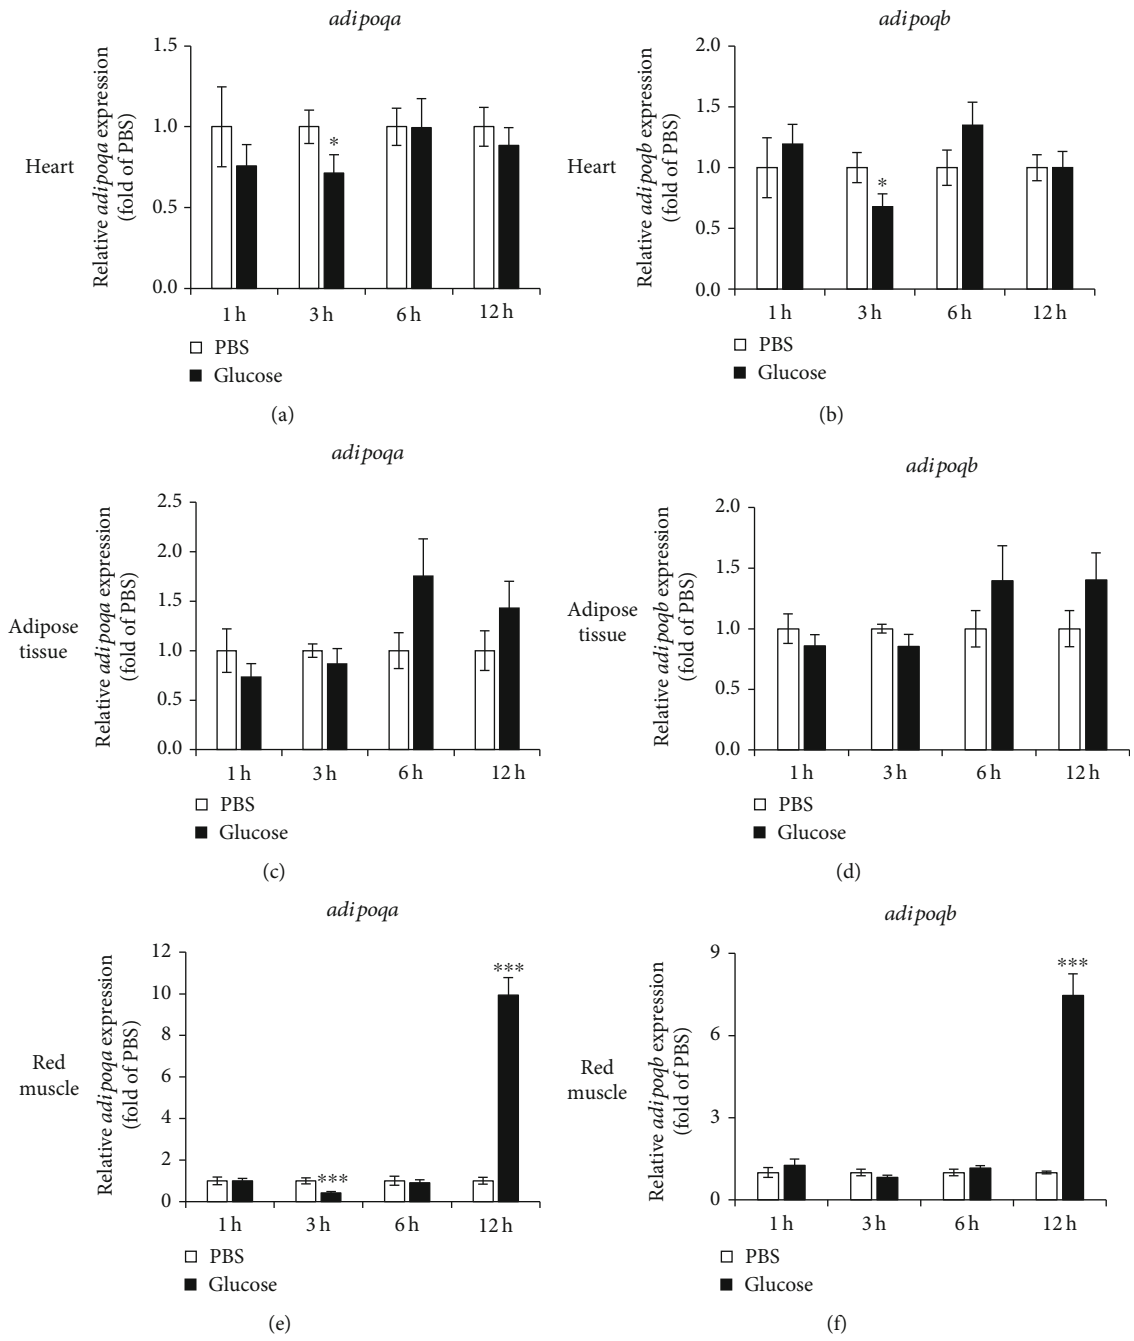 adipoqa
Relative adipoqa expression
(fold of PBS)
Heart
1.5
1.0
0.5
0.0
*
1 h
3 h
6 h
12 h
PBS
Glucose
(a)
adipoqb
Relative adipoqb expression
(fold of PBS)
Heart
2.0
1.5
1.0
0.5
0.0
*
1 h
3 h
6 h
12 h
PBS
Glucose
(b)
adipoqa
Relative adipoqa expression
(fold of PBS)
Adipose
tissue
2.5
2.0
1.5
1.0
0.5
0.0
1 h
3 h
6 h
12 h
PBS
Glucose
(c)
adipoqb
Relative adipoqb expression
(fold of PBS)
Adipose
tissue
2.0
1.5
1.0
0.5
0.0
1 h
3 h
6 h
12 h
PBS
Glucose
(d)
adipoqa
Relative adipoqa expression
(fold of PBS)
Red
muscle
12
10
8
6
4
2
0
***
***
1 h
3 h
6 h
12 h
PBS
Glucose
(e)
adipoqb
Relative adipoqb expression
(fold of PBS)
Red
muscle
9
6
3
0
***
1 h
3 h
6 h
12 h
PBS
Glucose
(f)